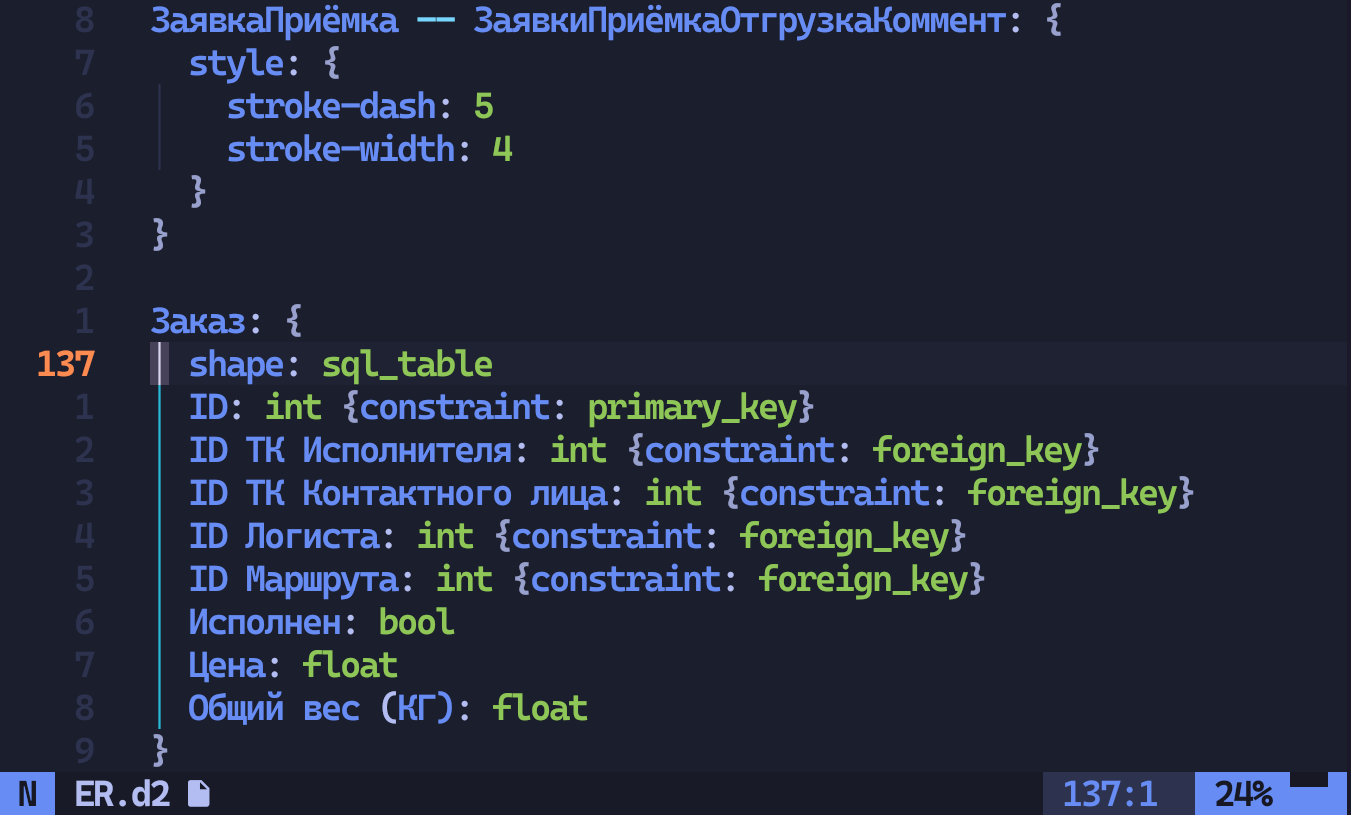 8 ЗаявкаПриёмка -- ЗаявкиПриёмкаОтгрузкаКоммент: {
7 style: {
6 stroke-dash: 5
5 stroke-width: 4
4 }
3 }
2
1 Заказ: {
137 shape: sql_table
1 ID: int {constraint: primary_key}
2 ID ТК Исполнителя: int {constraint: foreign_key}
3 ID ТК Контактного лица: int {constraint: foreign_key}
4 ID Логиста: int {constraint: foreign_key}
5 ID Маршрута: int {constraint: foreign_key}
6 Исполнен: bool
7 Цена: float
8 Общий вес (КГ): float
9 }
N ER.d2 137:1 24%